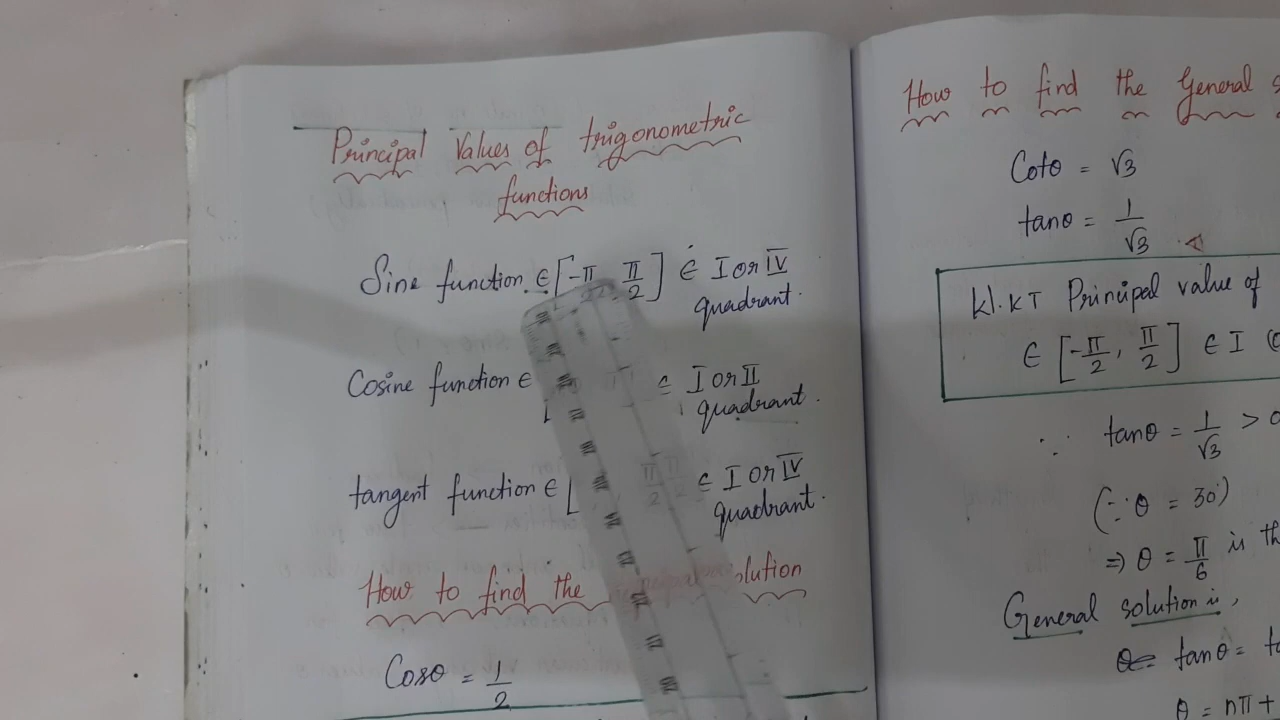 Principal Values of trigonometric
functions
Sine function ∈ [-π/2, π/2] ∈ I or IV
quadrant.
Cosine function ∈ ∈ I or II
quadrant.
tangent function ∈ [ π/2 ∈ I or IV
quadrant.
How to find the
Cosθ = 1/2
How to find the General
Cotθ = √3
tanθ = 1/√3
W.K.T Principal value of
∈ [-π/2, π/2] ∈ I
∴ tanθ = 1/√3 > 0
(∵ θ = 30°)
⇒ θ = π/6 is
General solution is,
tanθ =
θ = nπ +